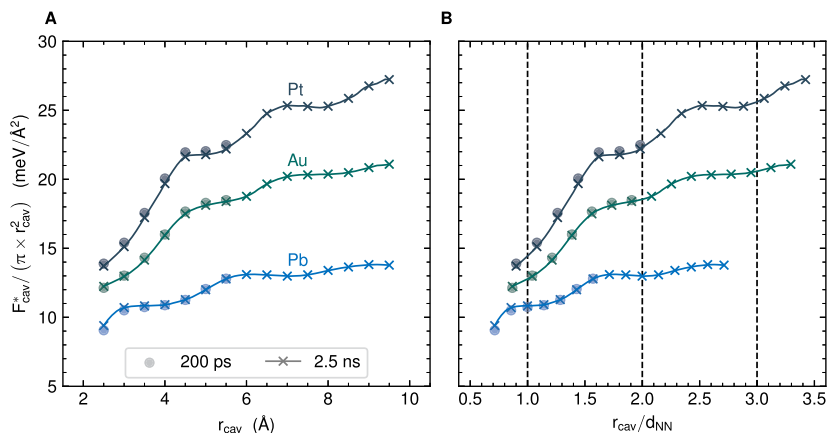 A
B
30
25
20
15
10
5
F*cav/(π × r²cav) (meV/Å²)
Pt
Au
Pb
200 ps
2.5 ns
2
4
6
8
10
rcav (Å)
0.5
1.0
1.5
2.0
2.5
3.0
3.5
rcav/dNN